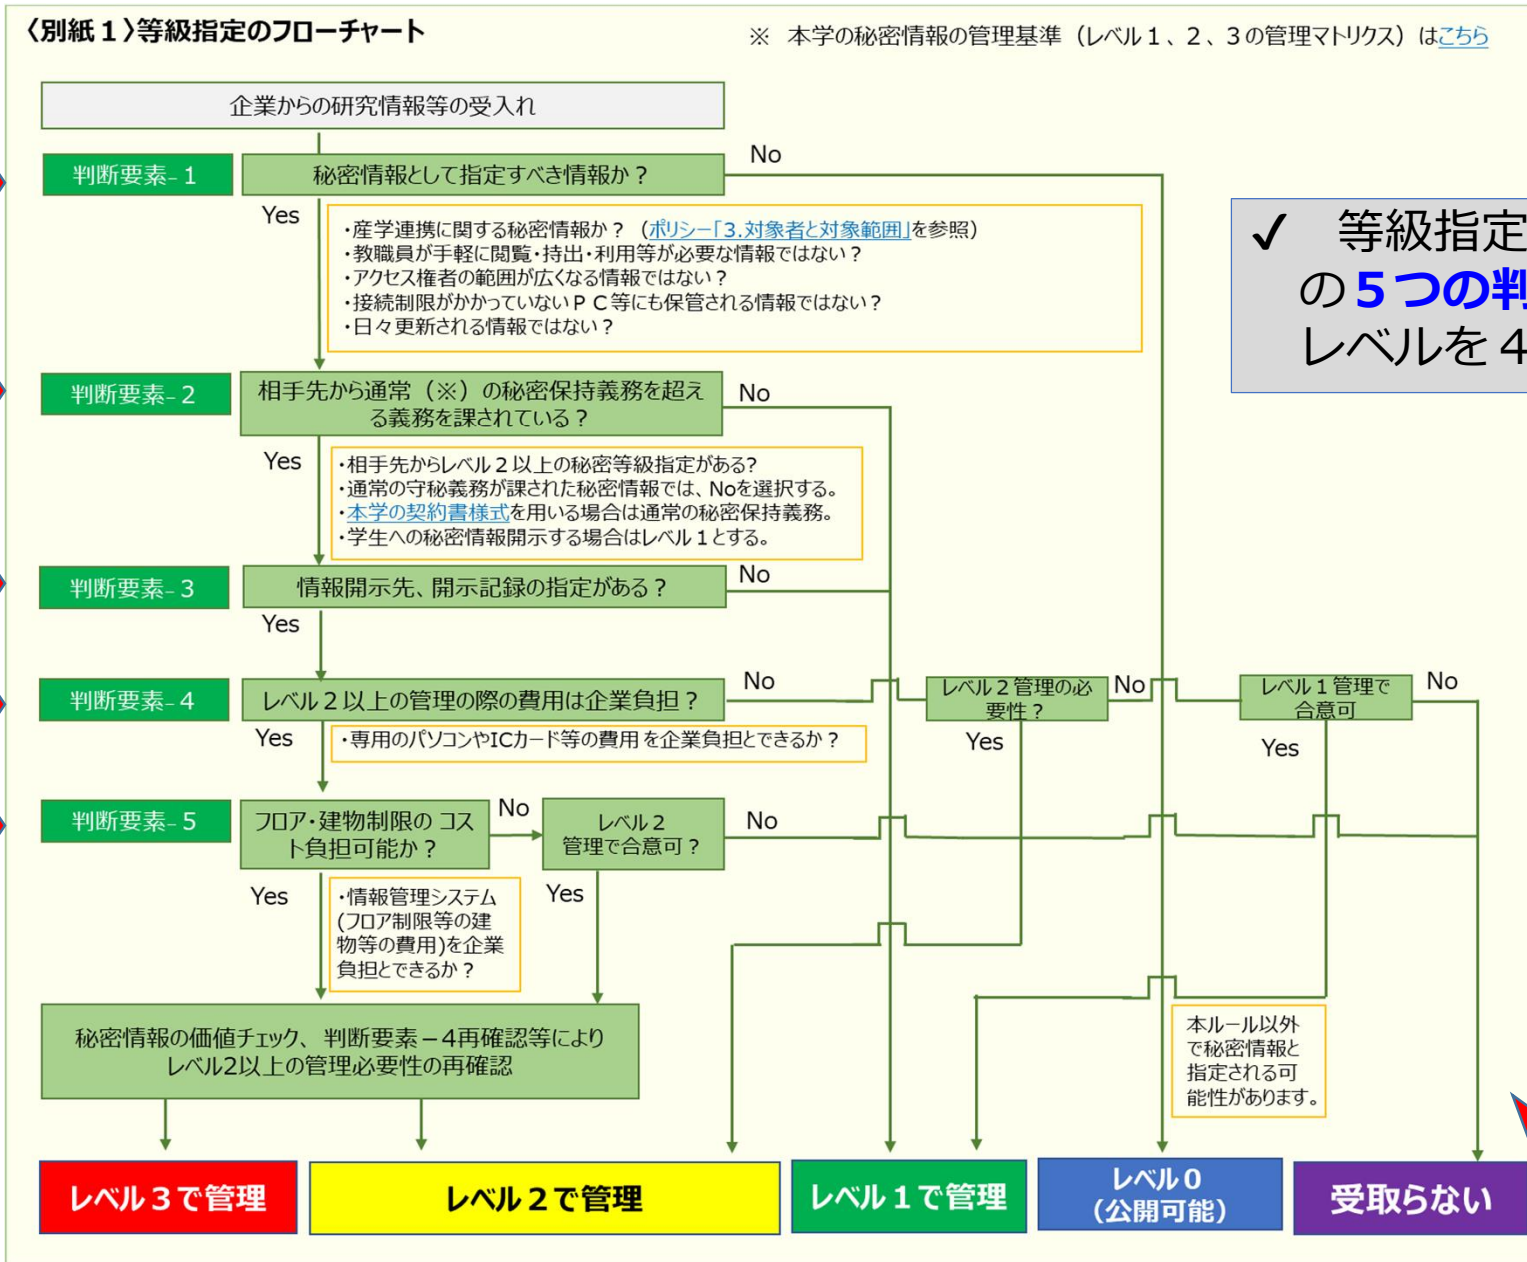 〈別紙１〉等級指定のフローチャート
※ 本学の秘密情報の管理基準（レベル１、２、３の管理マトリクス）はこちら
企業からの研究情報等の受入れ
判断要素-１
秘密情報として指定すべき情報か？
No
Yes
・産学連携に関する秘密情報か？（ポリシー「3.対象者と対象範囲」を参照）
・教職員が手軽に閲覧・持出・利用等が必要な情報ではない？
・アクセス権者の範囲が広くなる情報ではない？
・接続制限がかかっていないＰＣ等にも保管される情報ではない？
・日々更新される情報ではない？
✓ 等級指定
の５つの判
レベルを４
判断要素-２
相手先から通常（※）の秘密保持義務を超え
る義務を課されている？
No
Yes
・相手先からレベル２以上の秘密等級指定がある?
・通常の守秘義務が課された秘密情報では、Noを選択する。
・本学の契約書様式を用いる場合は通常の秘密保持義務。
・学生への秘密情報開示する場合はレベル１とする。
判断要素-３
情報開示先、開示記録の指定がある？
No
Yes
判断要素-４
レベル２以上の管理の際の費用は企業負担？
No
レベル２管理の必
要性？
No
レベル１管理で
合意可
No
Yes
・専用のパソコンやICカード等の費用を企業負担とできるか？
Yes
Yes
判断要素-５
フロア・建物制限のコス
ト負担可能か？
No
レベル２
管理で合意可？
No
Yes
・情報管理システム
(フロア制限等の建
物等の費用)を企業
負担とできるか？
Yes
秘密情報の価値チェック、判断要素－4再確認等により
レベル2以上の管理必要性の再確認
本ルール以外
で秘密情報と
指定される可
能性があります。
レベル３で管理
レベル２で管理
レベル１で管理
レベル０
（公開可能）
受取らない